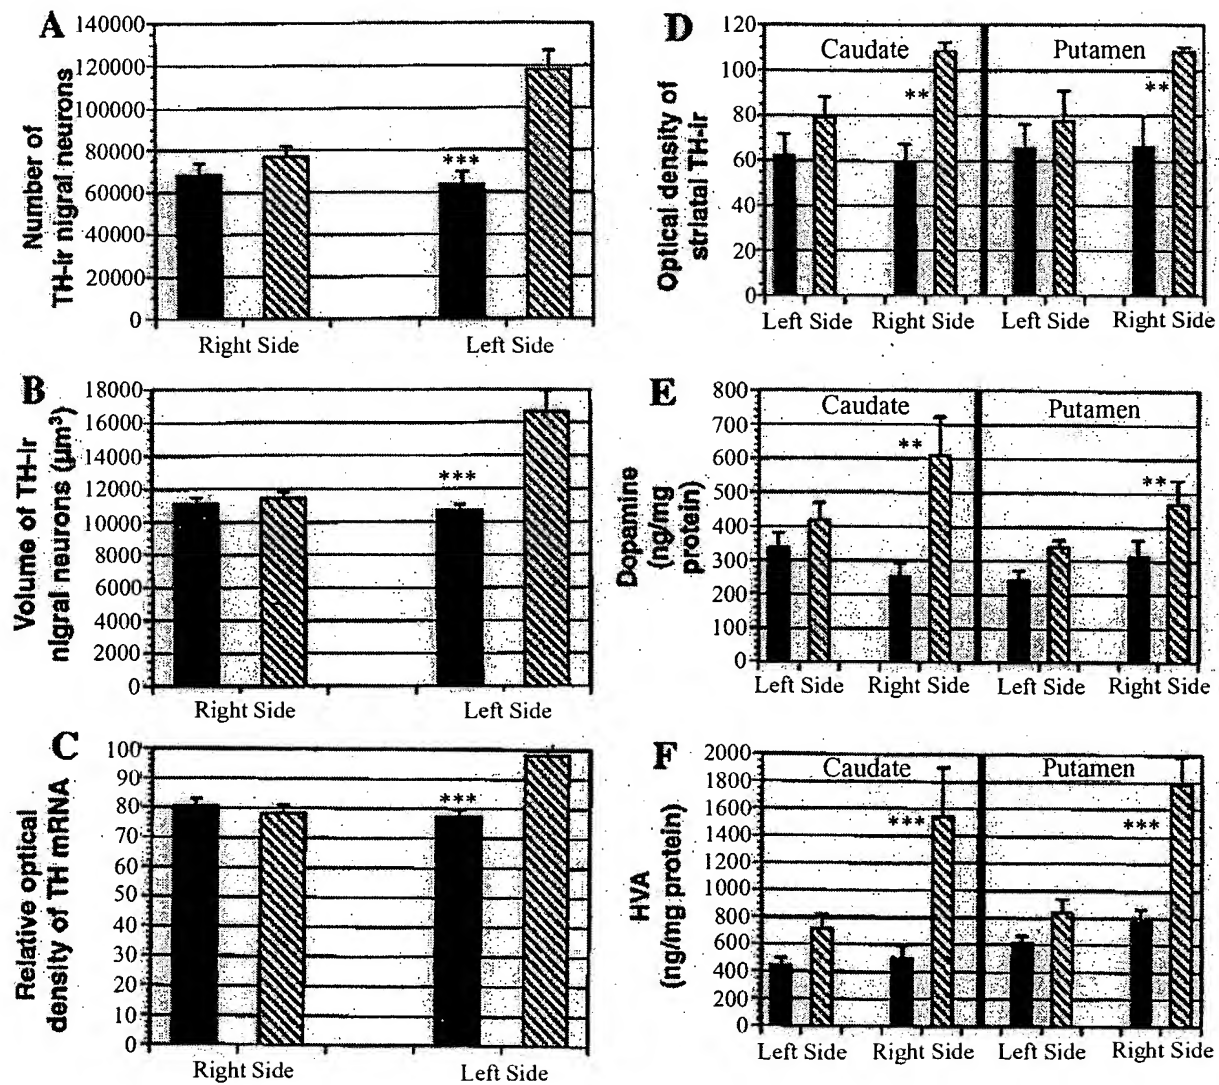 A
Number of
TH-ir nigral neurons
140000
120000
100000
80000
60000
40000
20000
0
***
Right Side
Left Side
B
Volume of TH-ir
nigral neurons (µm³)
18000
16000
14000
12000
10000
8000
6000
4000
2000
0
***
Right Side
Left Side
C
Relative optical
density of TH mRNA
100
90
80
70
60
50
40
30
20
10
0
***
Right Side
Left Side
D
Optical density of
striatal TH-ir
120
100
80
60
40
20
0
Caudate
Putamen
**
**
Left Side
Right Side
Left Side
Right Side
E
Dopamine
(ng/mg
protein)
800
700
600
500
400
300
200
100
0
Caudate
Putamen
**
**
Left Side
Right Side
Left Side
Right Side
F
HVA
(ng/mg protein)
2000
1800
1600
1400
1200
1000
800
600
400
200
0
Caudate
Putamen
***
***
Left Side
Right Side
Left Side
Right Side